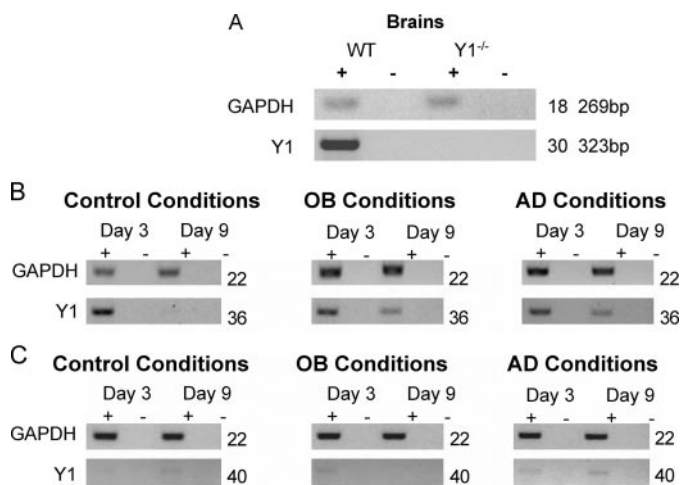 A Brains
WT Y1-/-
+ - + -
GAPDH 18 269bp
Y1 30 323bp
B Control Conditions OB Conditions AD Conditions
Day 3 Day 9 Day 3 Day 9 Day 3 Day 9
+ - + - + - + - + - + -
GAPDH 22 22 22
Y1 36 36 36
C Control Conditions OB Conditions AD Conditions
Day 3 Day 9 Day 3 Day 9 Day 3 Day 9
+ - + - + - + - + - + -
GAPDH 22 22 22
Y1 40 40 40